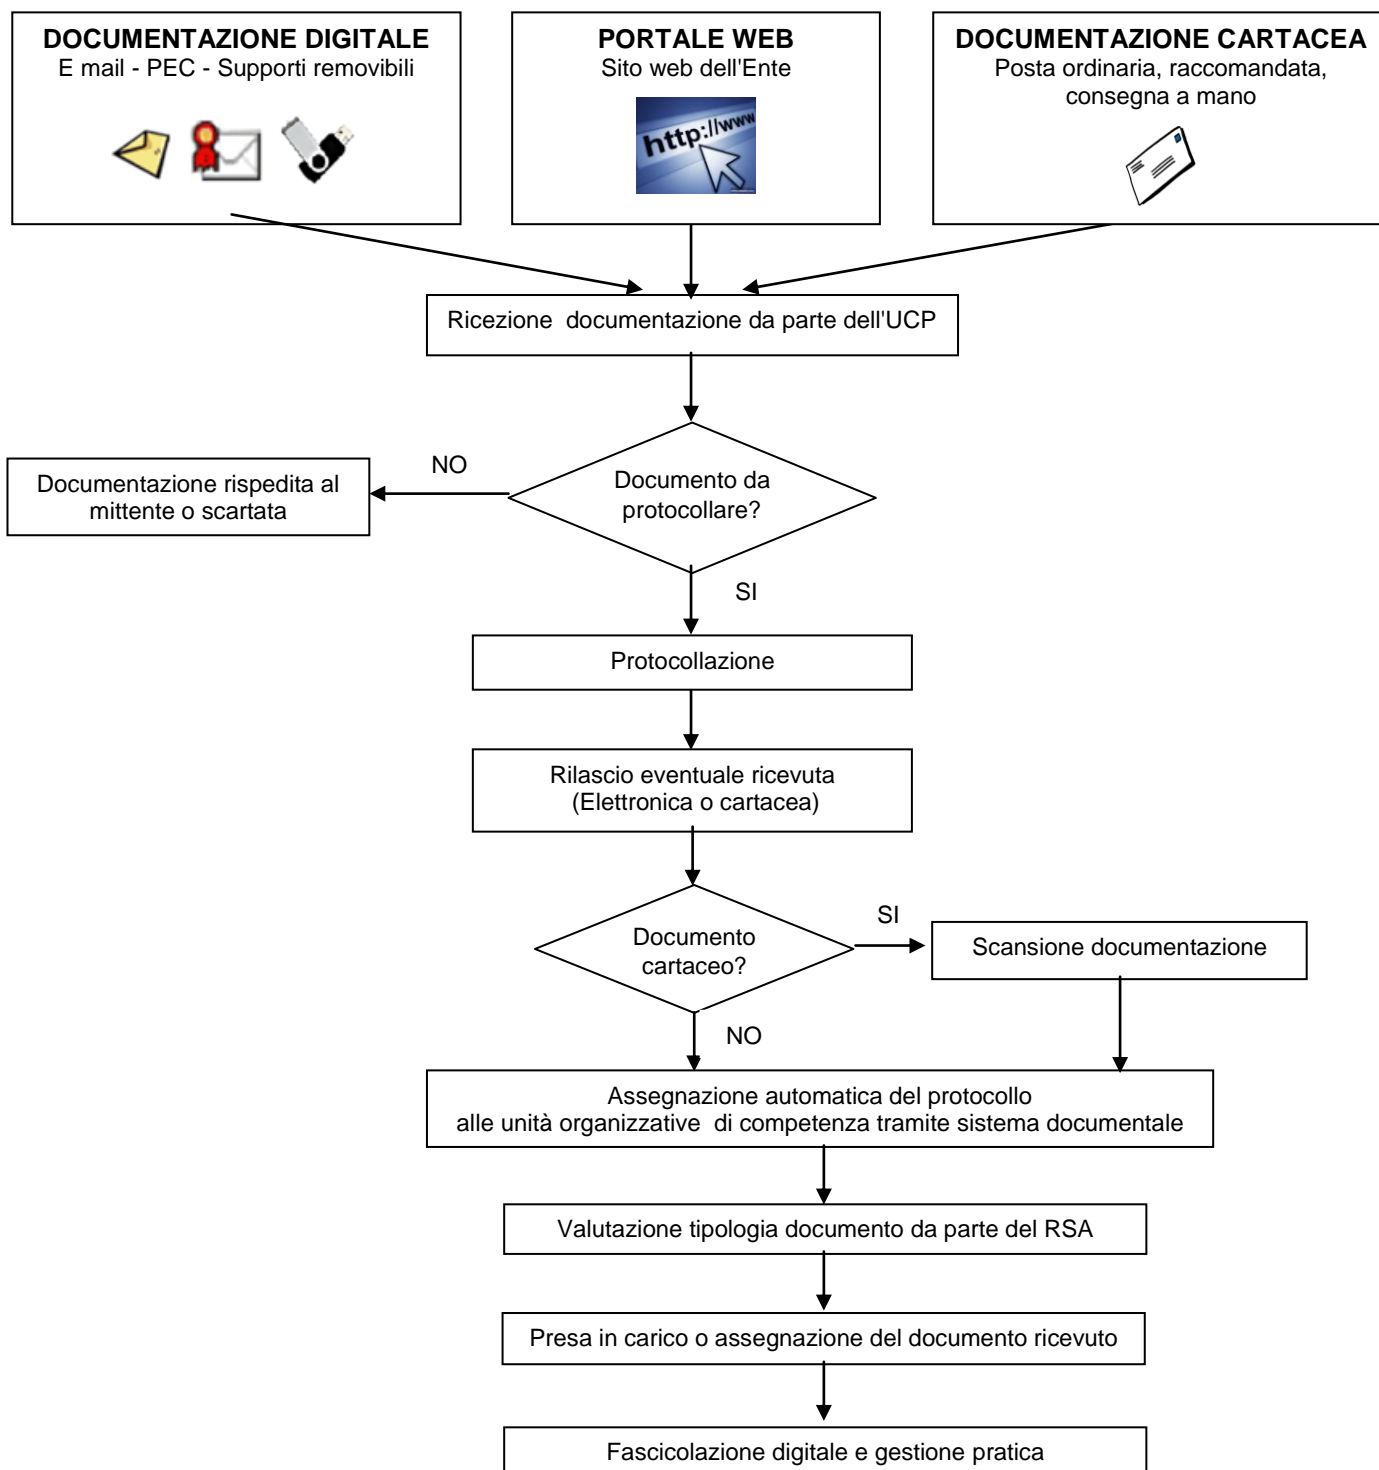 DOCUMENTAZIONE DIGITALE
E mail - PEC - Supporti removibili
PORTALE WEB
Sito web dell'Ente
http://www
DOCUMENTAZIONE CARTACEA
Posta ordinaria, raccomandata,
consegna a mano
Ricezione documentazione da parte dell'UCP
Documento da
protocollare?
NO
Documentazione rispedita al
mittente o scartata
SI
Protocollazione
Rilascio eventuale ricevuta
(Elettronica o cartacea)
Documento
cartaceo?
SI
Scansione documentazione
NO
Assegnazione automatica del protocollo
alle unità organizzative di competenza tramite sistema documentale
Valutazione tipologia documento da parte del RSA
Presa in carico o assegnazione del documento ricevuto
Fascicolazione digitale e gestione pratica